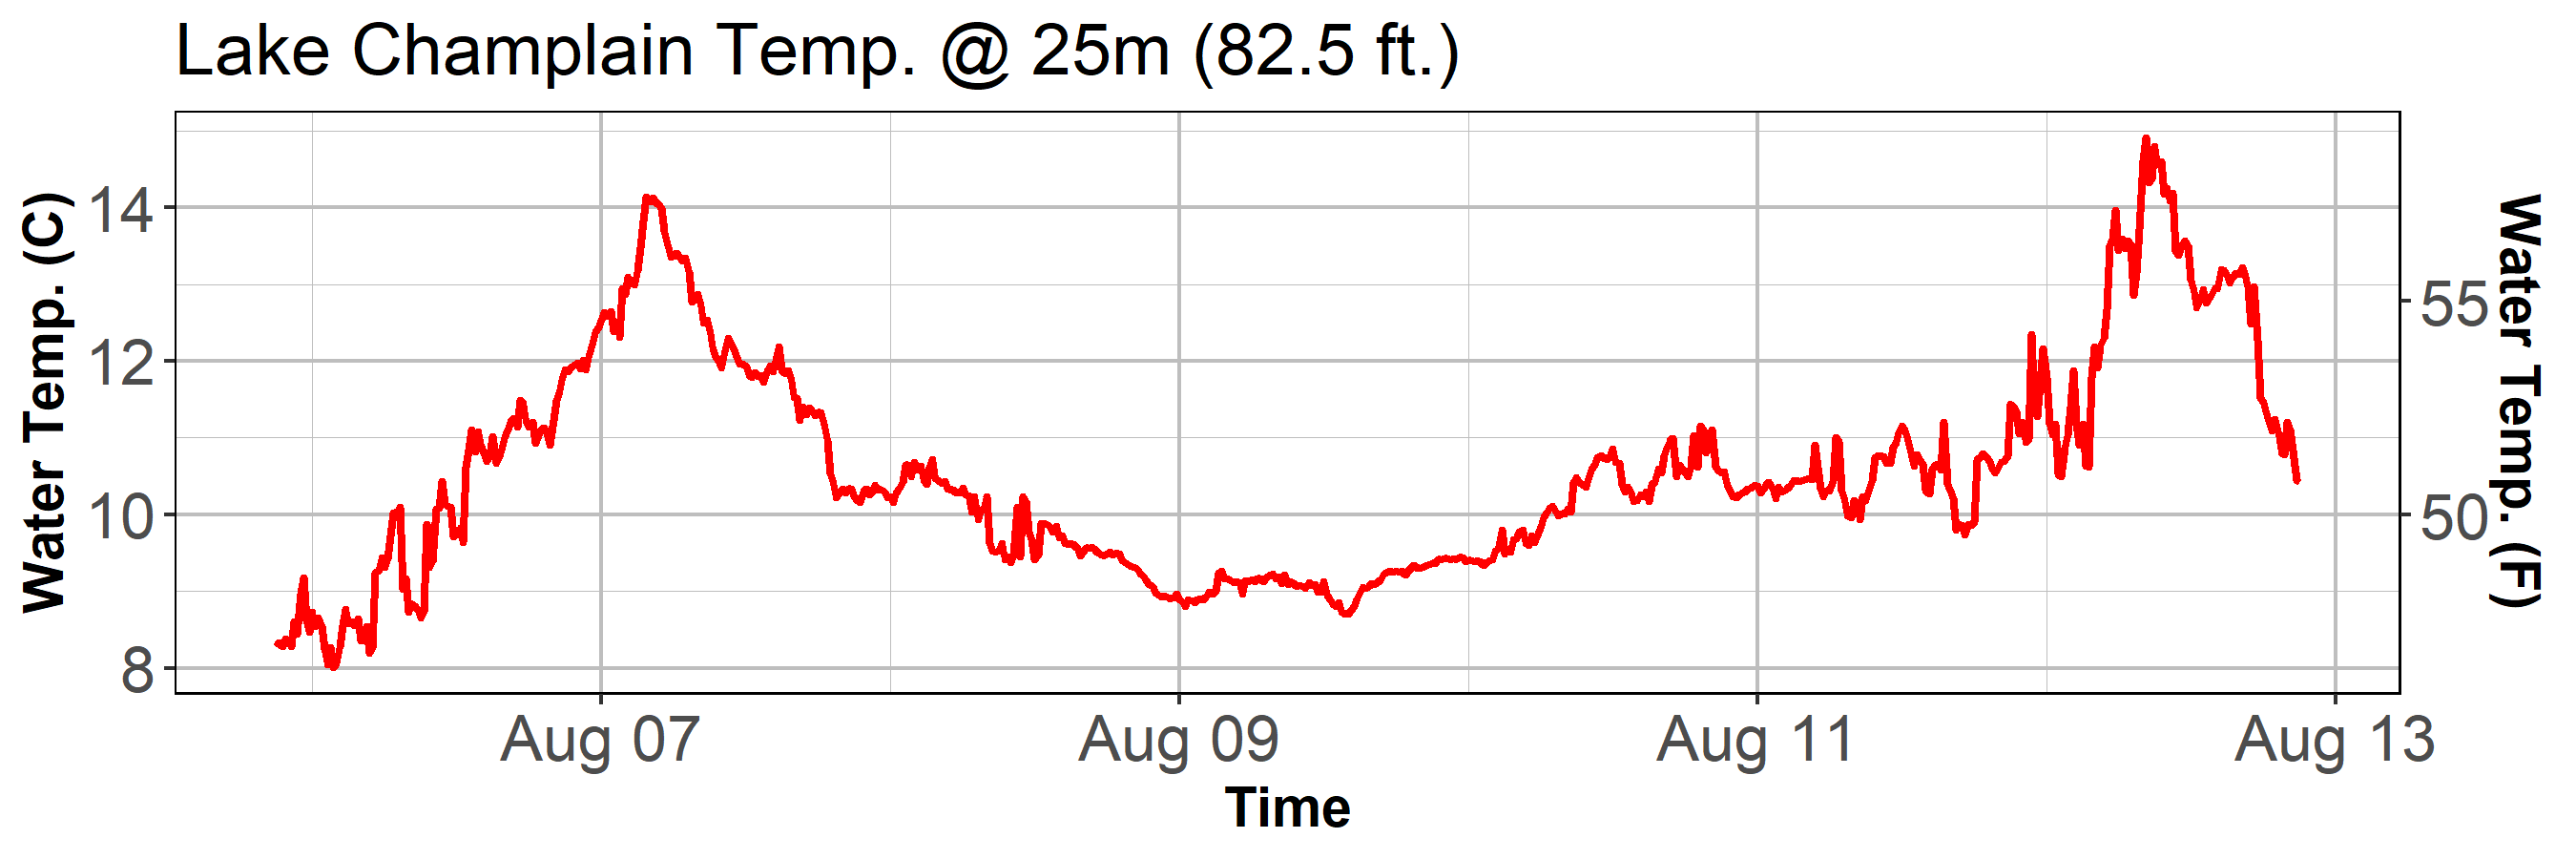 Lake Champlain Temp. @ 25m (82.5 ft.)
Water Temp. (C)
14
12
10
8
55
50
Water Temp. (F)
Aug 07
Aug 09
Aug 11
Aug 13
Time